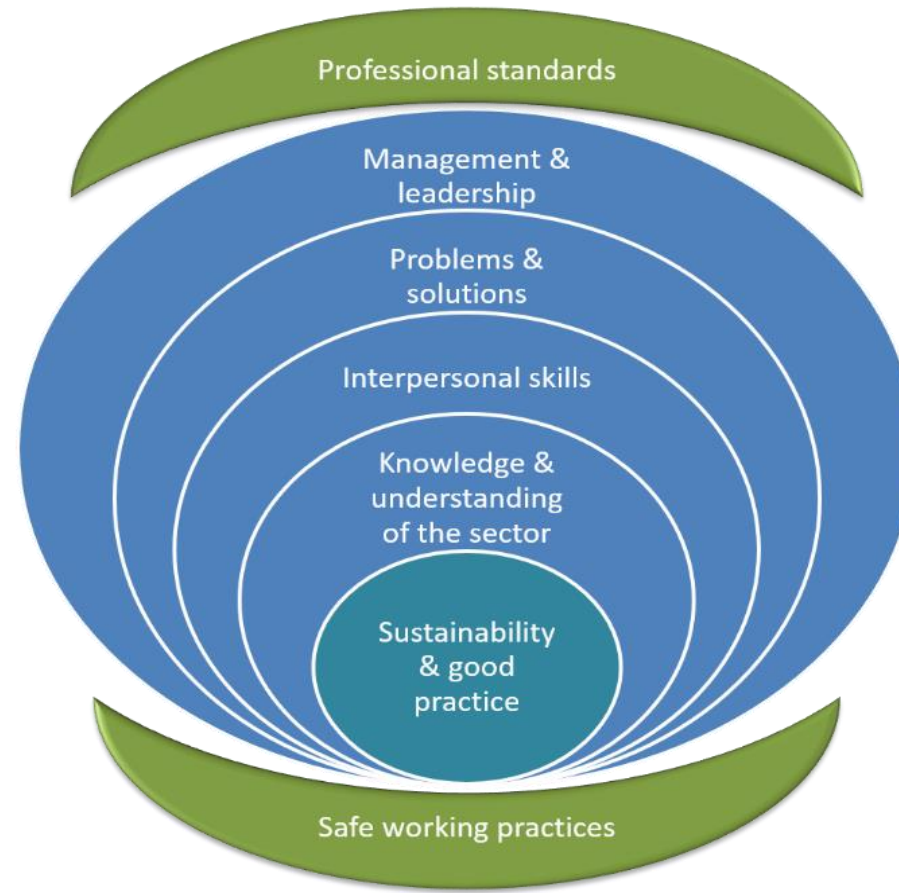 Professional standards
Management &
leadership
Problems &
solutions
Interpersonal skills
Knowledge &
understanding
of the sector
Sustainability
& good
practice
Safe working practices